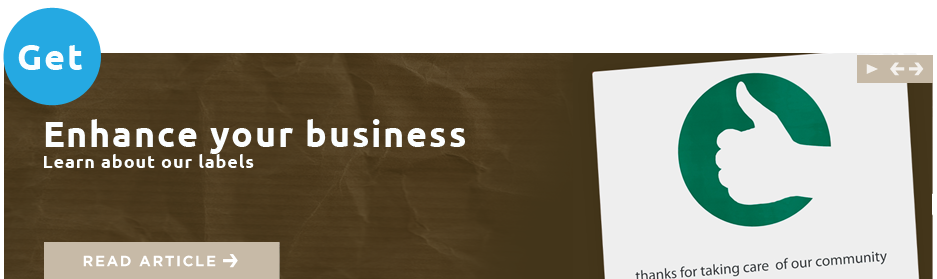 Get
Enhance your business
Learn about our labels
READ ARTICLE
thanks for taking care of our community